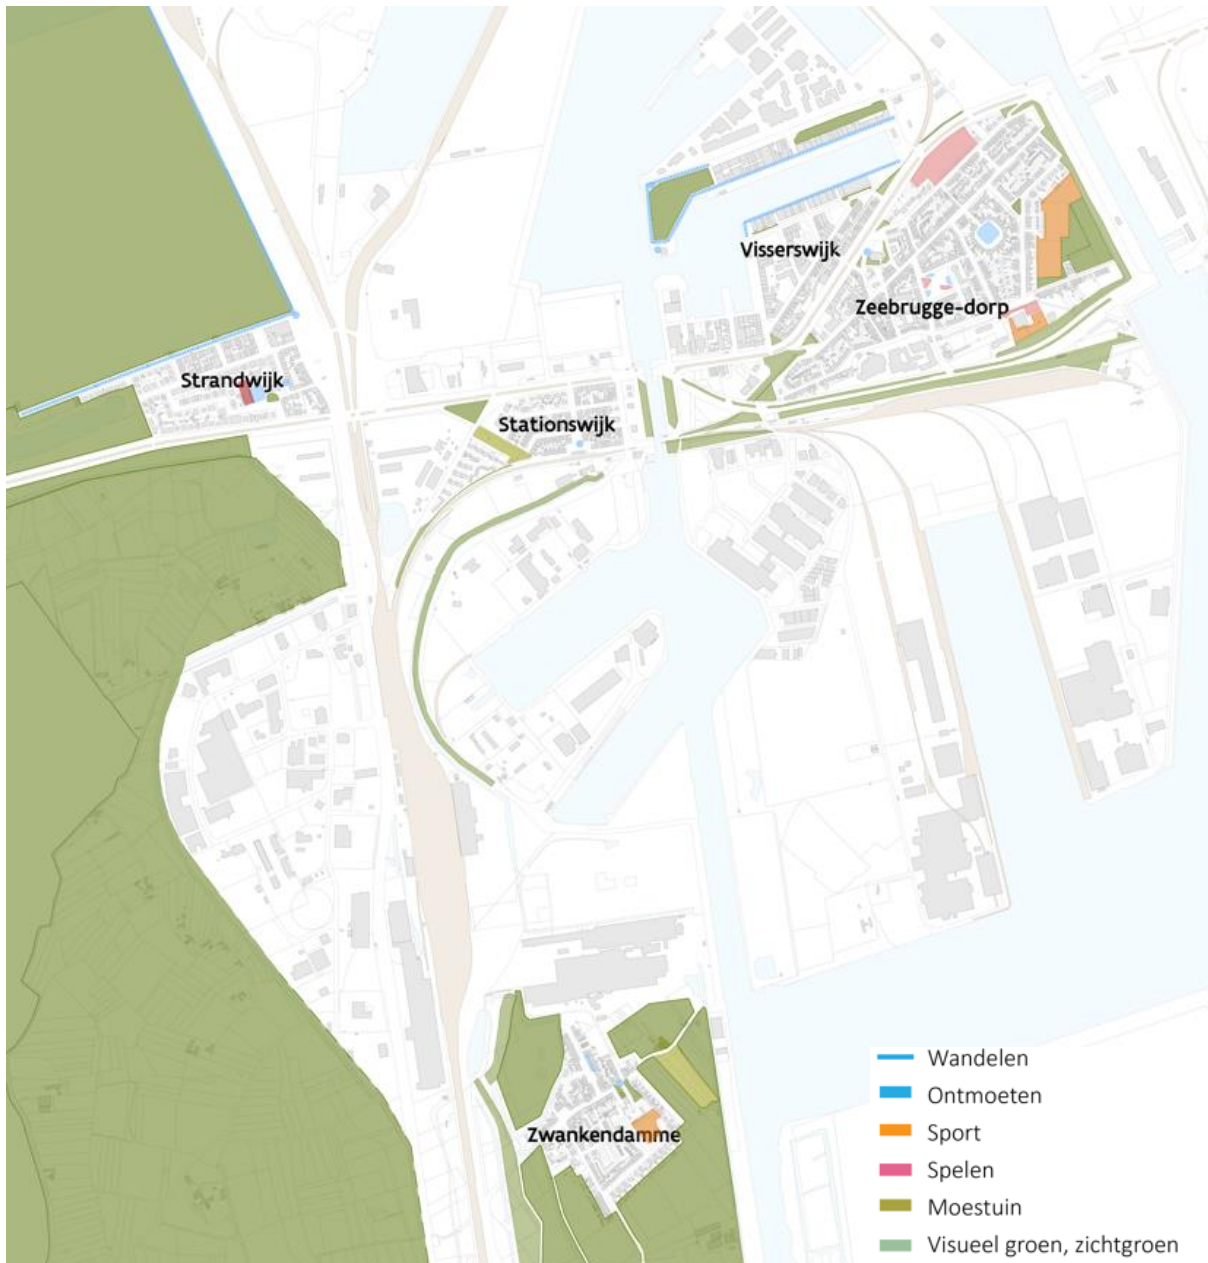 Visserswijk
Zeebrugge-dorp
Strandwijk
Stationswijk
Zwankendamme
Wandelen
Ontmoeten
Sport
Spelen
Moestuin
Visueel groen, zichtgroen